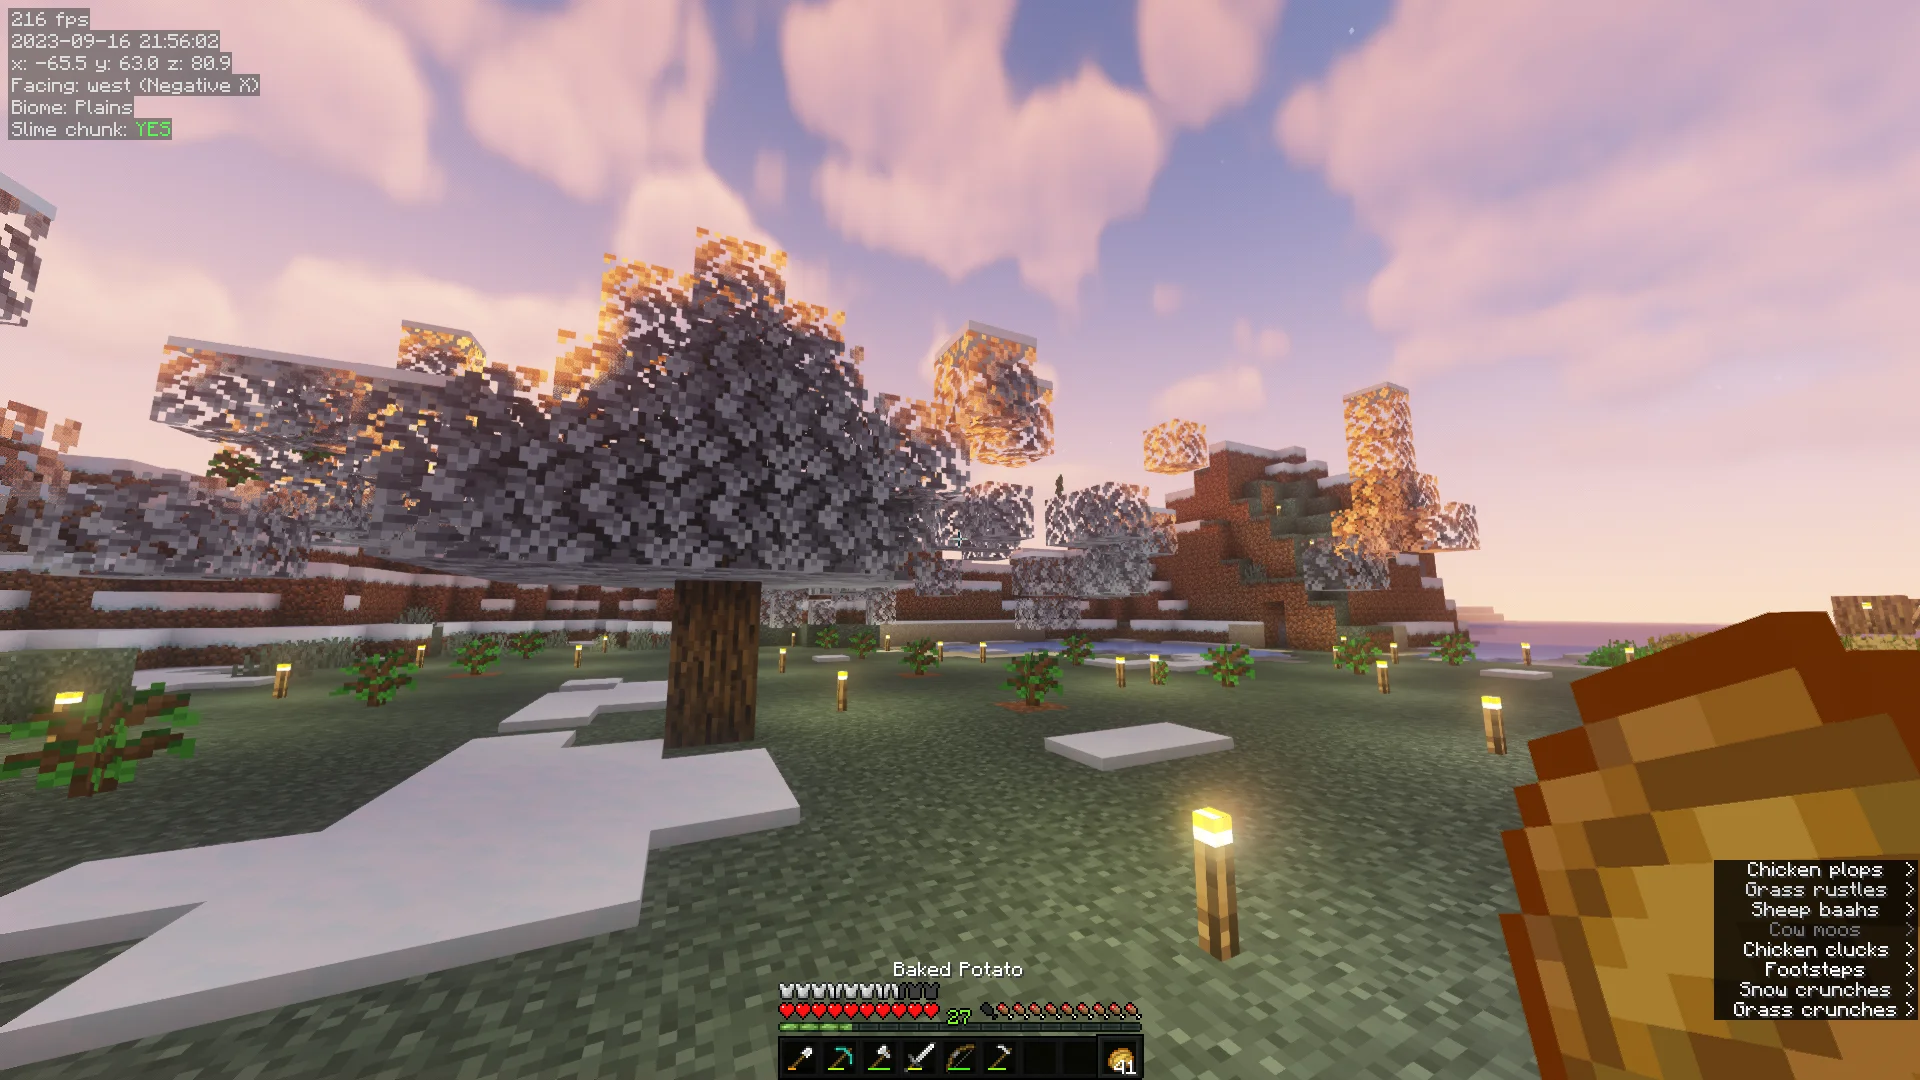 216 fps
2023-09-16 21:56:02
x: -65.5 y: 63.0 z: 80.9
Facing: west (Negative X)
Biome: Plains
Slime chunk: YES
Chicken plops >
Grass rustles >
Sheep baahs >
Cow moos >
Chicken clucks >
Footsteps >
Snow crunches >
Grass crunches >
Baked Potato
27
41